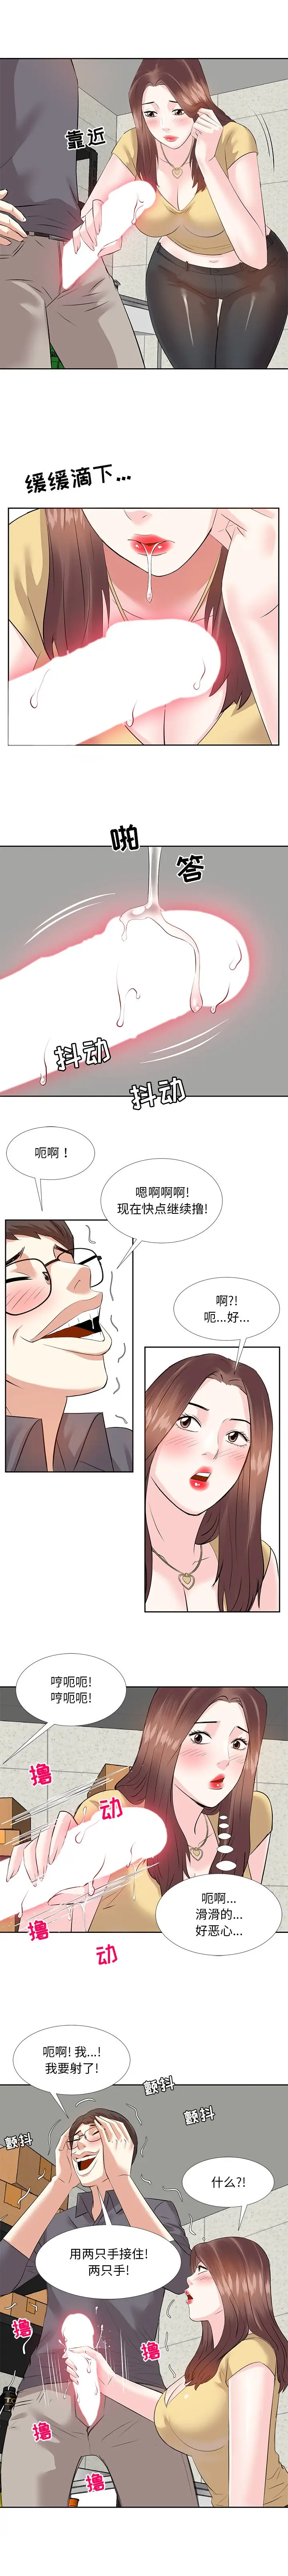 靠近
缓缓滴下...
啪
答
抖动
抖动
呃啊！
嗯啊啊啊!
现在快点继续撸!
啊?!
呃...好...
哼呃呃!
哼呃呃!
撸
动
呃啊...
滑滑的...
好恶心...
撸
动
呃啊! 我...!
我要射了!
颤抖
颤抖
什么?!
用两只手接住!
两只手!
撸
撸
撸
撸